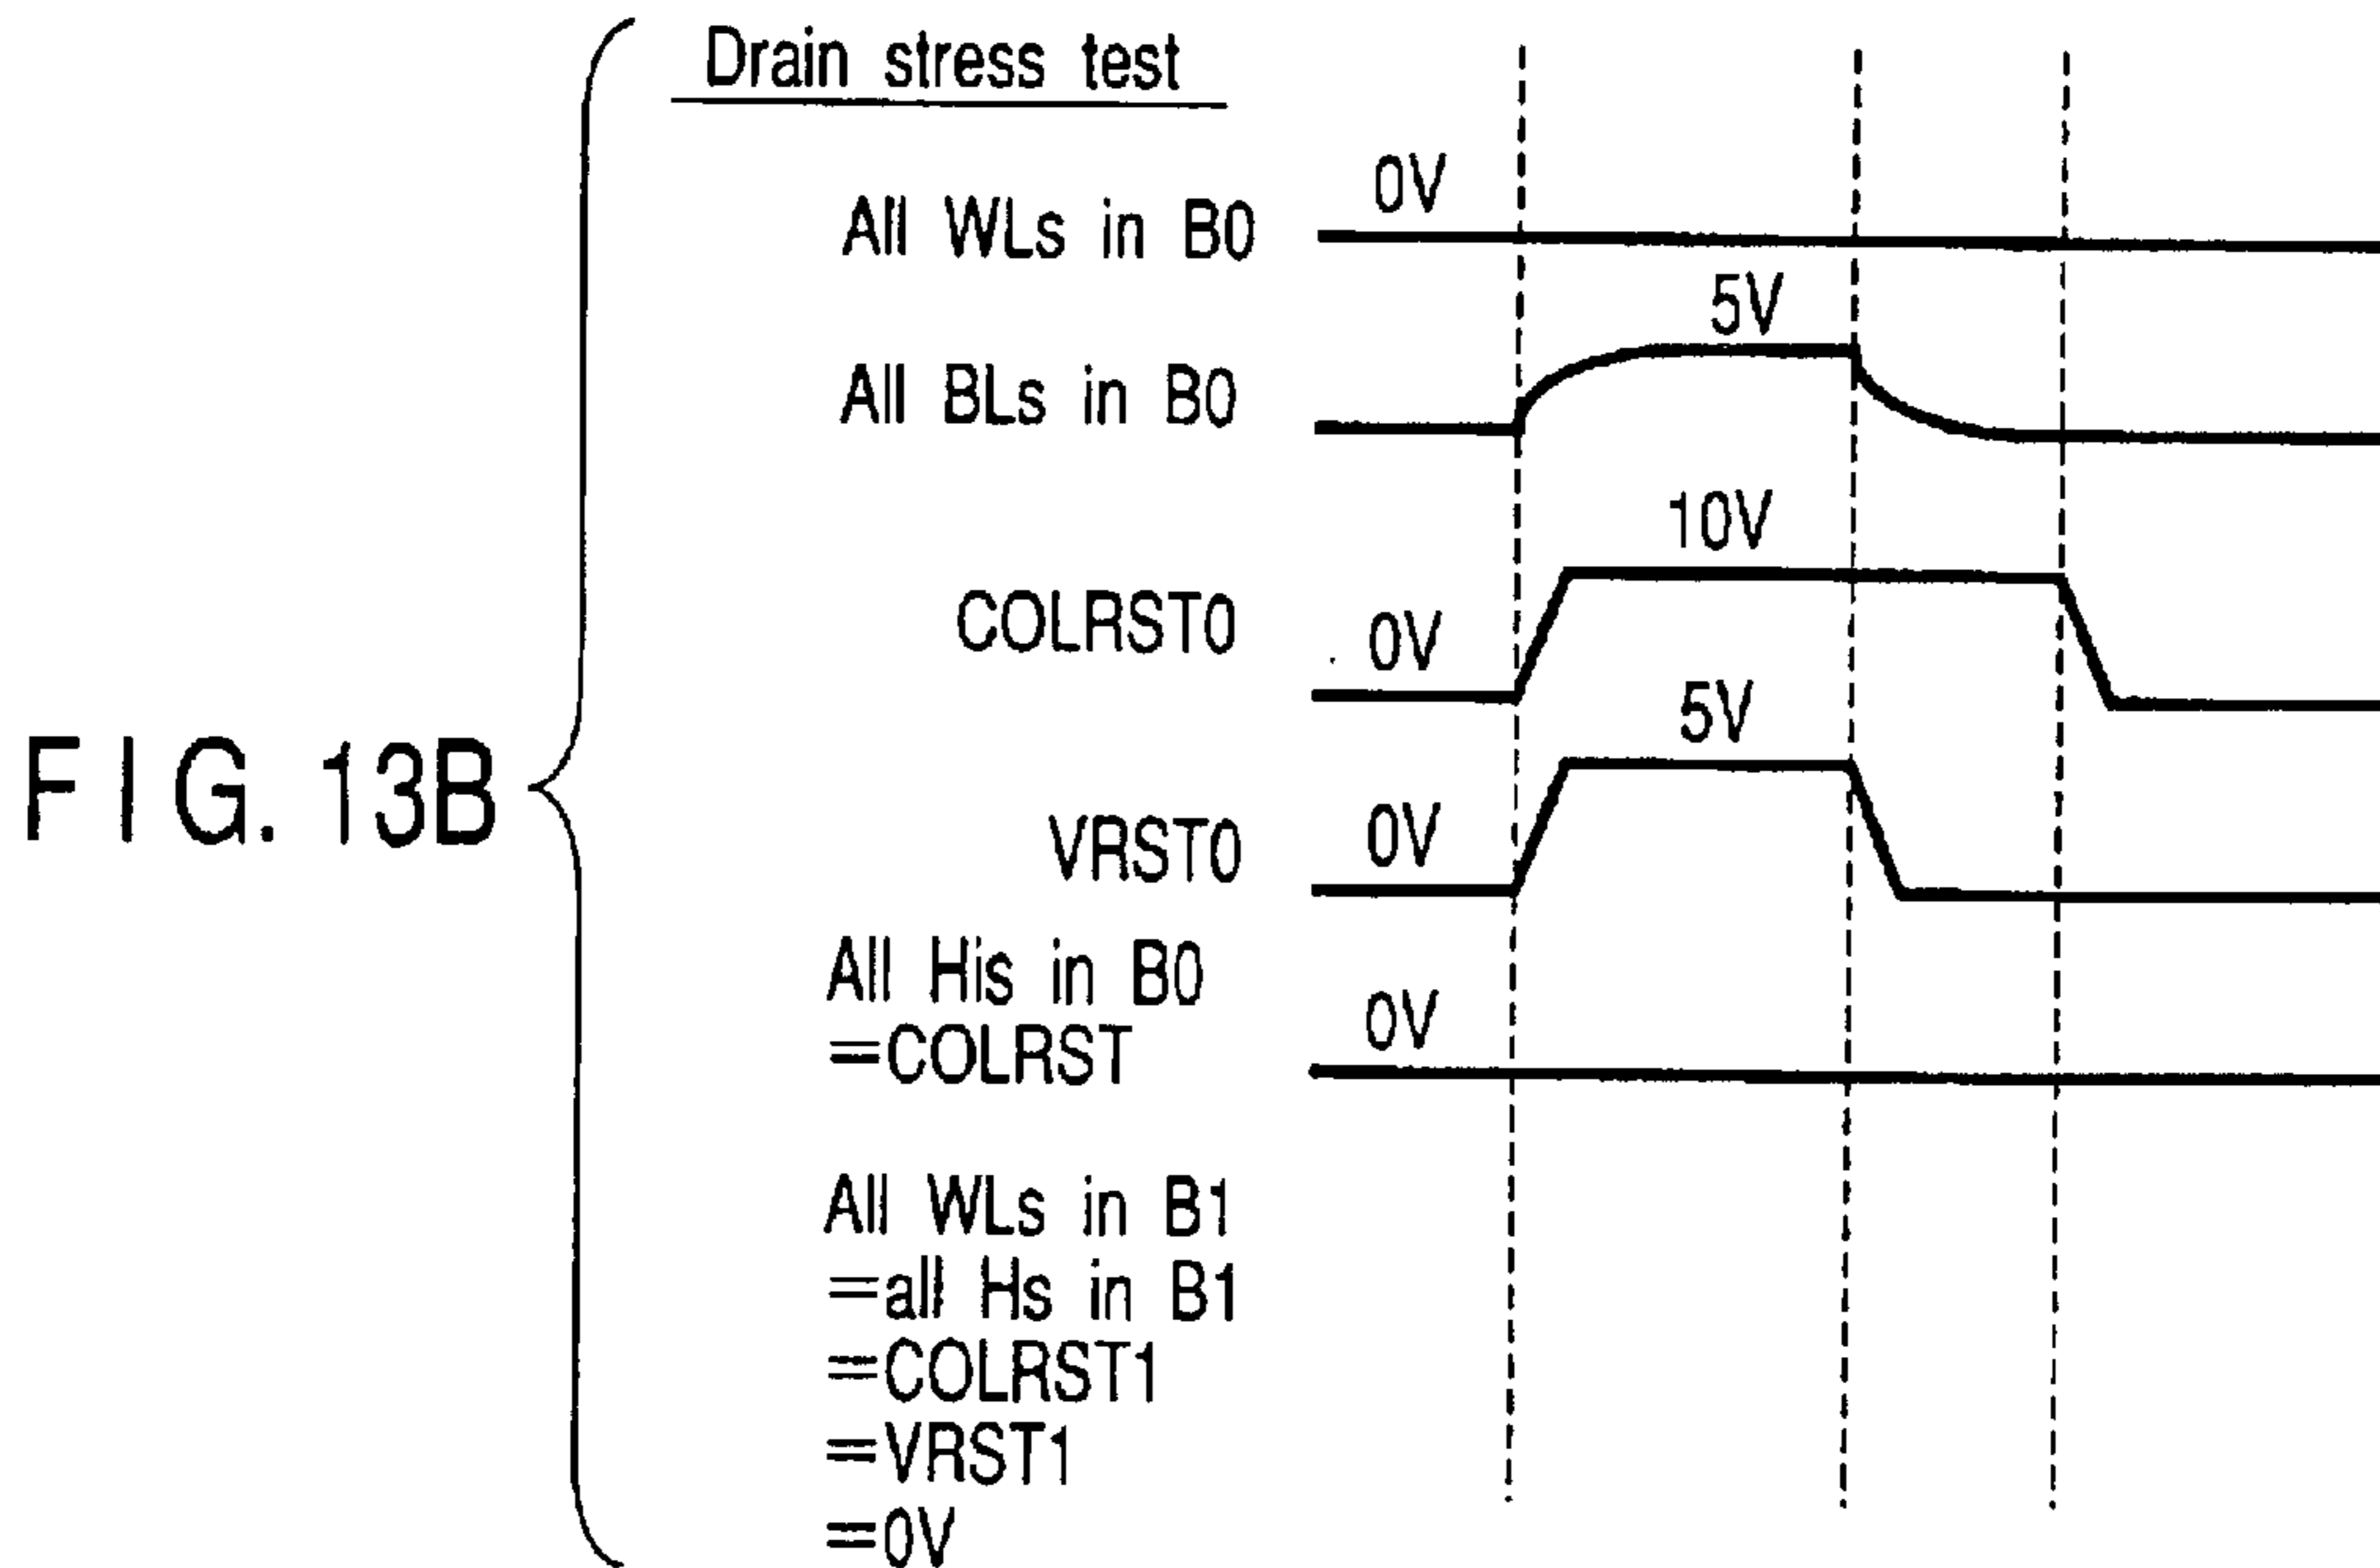 Drain stress test
0V
All WLs in B0
5V
All BLs in B0
10V
COLRST0
0V
5V
FIG. 13B
VRST0
0V
All His in B0
=COLRST
0V
All WLs in B1
=all Hs in B1
=COLRST1
=VRST1
=0V